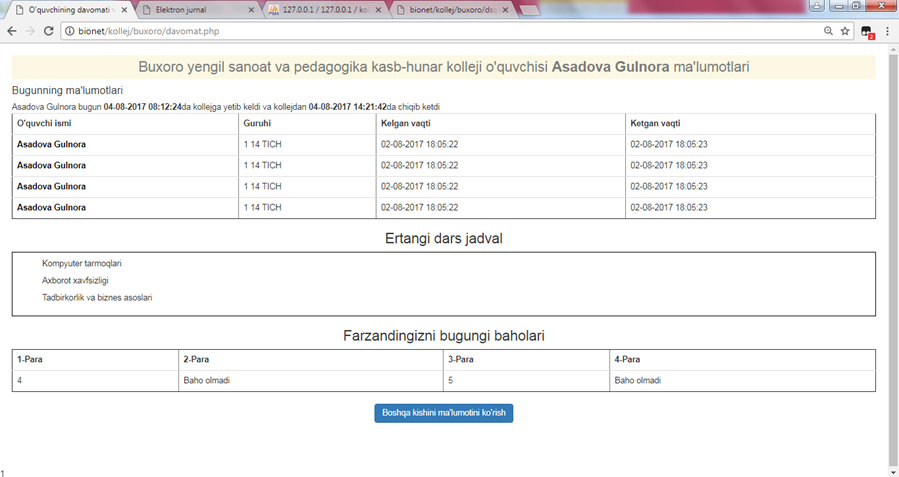 O'quvchining davomati v
Elektron jurnal
127.0.0.1 / 127.0.0.1 / kol
bionet/kollej/buxoro/dso
bionet/kollej/buxoro/davomat.php
2
Buxoro yengil sanoat va pedagogika kasb-hunar kolleji o'quvchisi Asadova Gulnora ma'lumotlari
Bugunning ma'lumotlari
Asadova Gulnora bugun 04-08-2017 08:12:24da kollejga yetib keldi va kollejdan 04-08-2017 14:21:42da chiqib ketdi
O'quvchi ismi Guruhi Kelgan vaqti Ketgan vaqti
Asadova Gulnora 1 14 TICH 02-08-2017 18:05:22 02-08-2017 18:05:23
Asadova Gulnora 1 14 TICH 02-08-2017 18:05:22 02-08-2017 18:05:23
Asadova Gulnora 1 14 TICH 02-08-2017 18:05:22 02-08-2017 18:05:23
Asadova Gulnora 1 14 TICH 02-08-2017 18:05:22 02-08-2017 18:05:23
Ertangi dars jadval
Kompyuter tarmoqlari
Axborot xavfsizligi
Tadbirkorlik va biznes asoslari
Farzandingizni bugungi baholari
1-Para 2-Para 3-Para 4-Para
4 Baho olmadi 5 Baho olmadi
Boshqa kishini ma'lumotini ko'rish
1